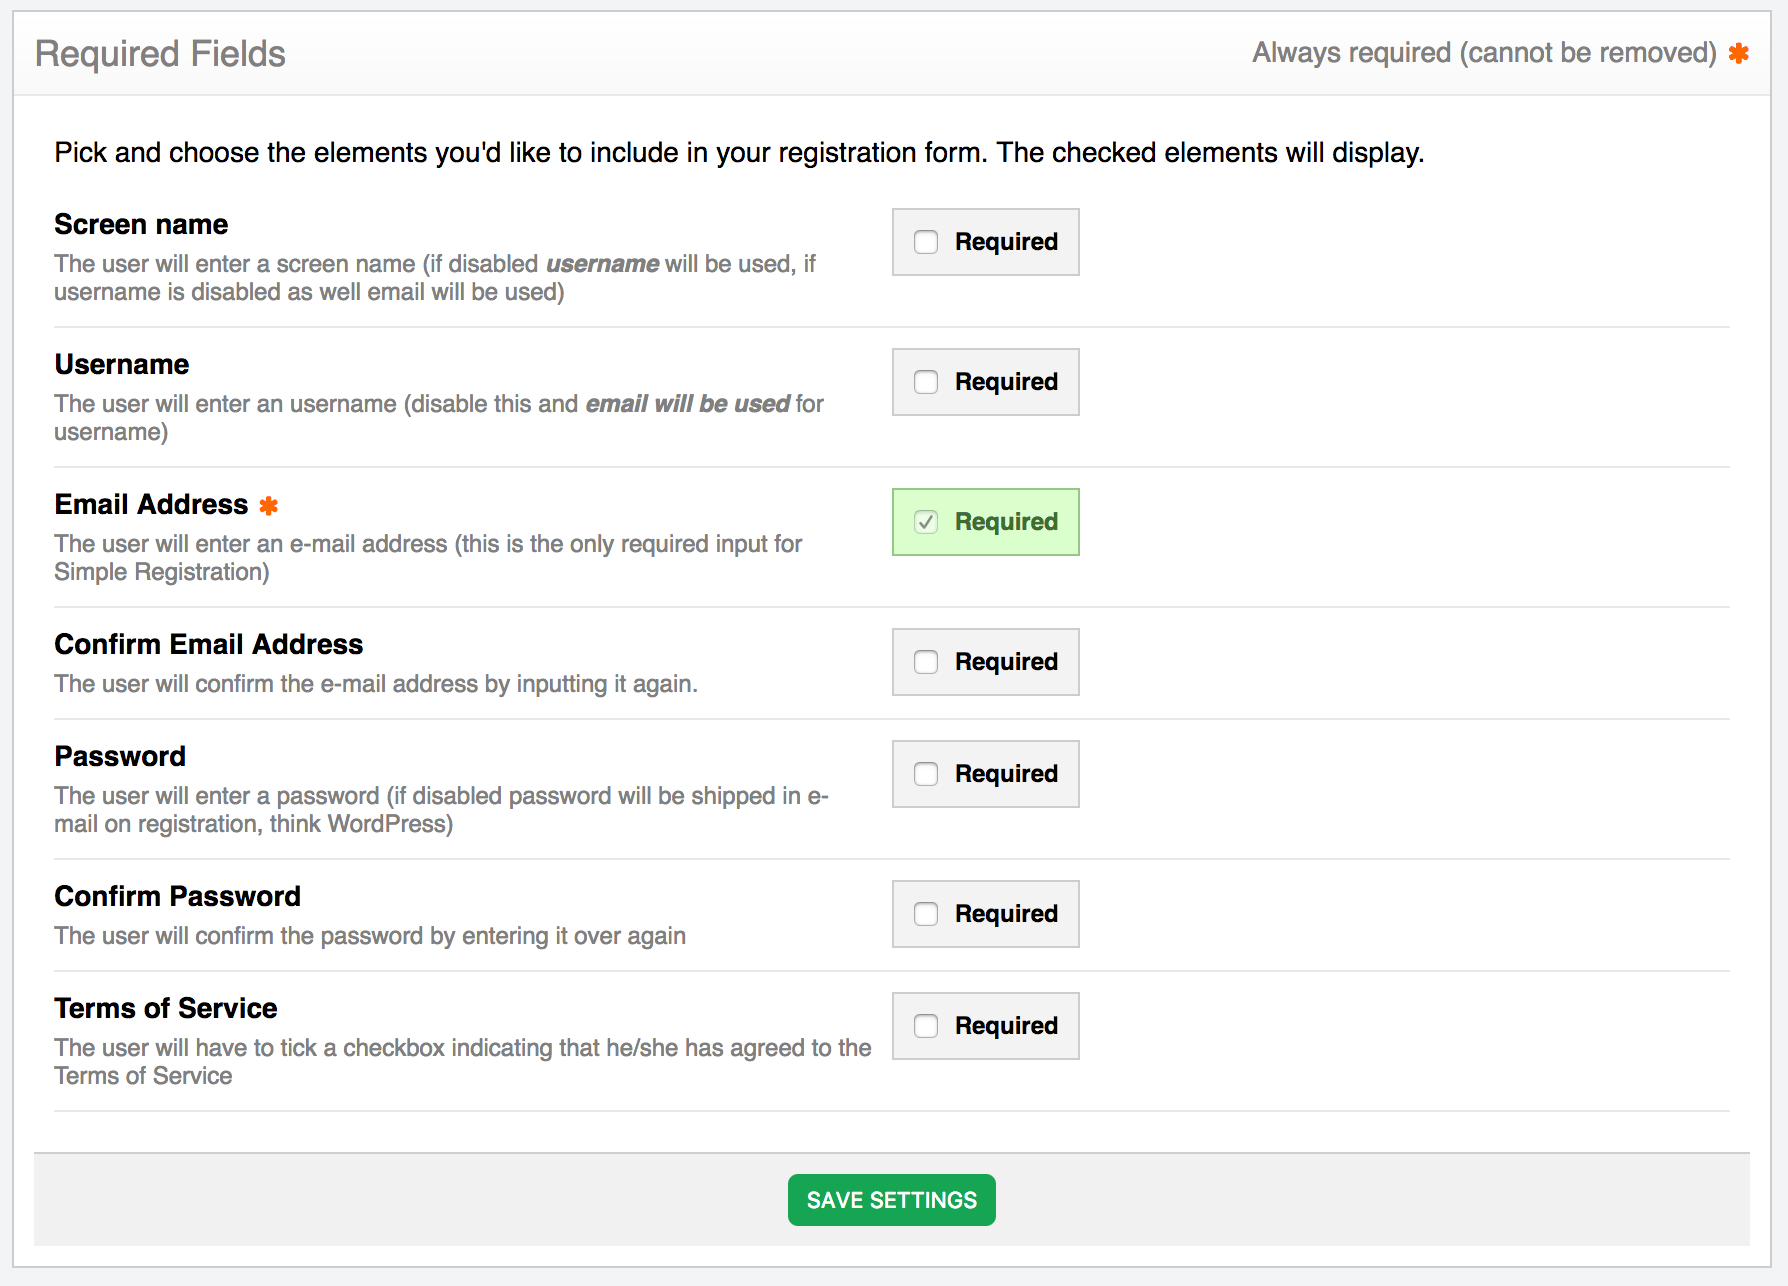 Required Fields
Always required (cannot be removed) ✱
Pick and choose the elements you'd like to include in your registration form. The checked elements will display.
Screen name
The user will enter a screen name (if disabled username will be used, if
username is disabled as well email will be used)
Required
Username
The user will enter an username (disable this and email will be used for
username)
Required
Email Address ✱
The user will enter an e-mail address (this is the only required input for
Simple Registration)
Required
Confirm Email Address
The user will confirm the e-mail address by inputting it again.
Required
Password
The user will enter a password (if disabled password will be shipped in e-
mail on registration, think WordPress)
Required
Confirm Password
The user will confirm the password by entering it over again
Required
Terms of Service
The user will have to tick a checkbox indicating that he/she has agreed to the
Terms of Service
Required
SAVE SETTINGS